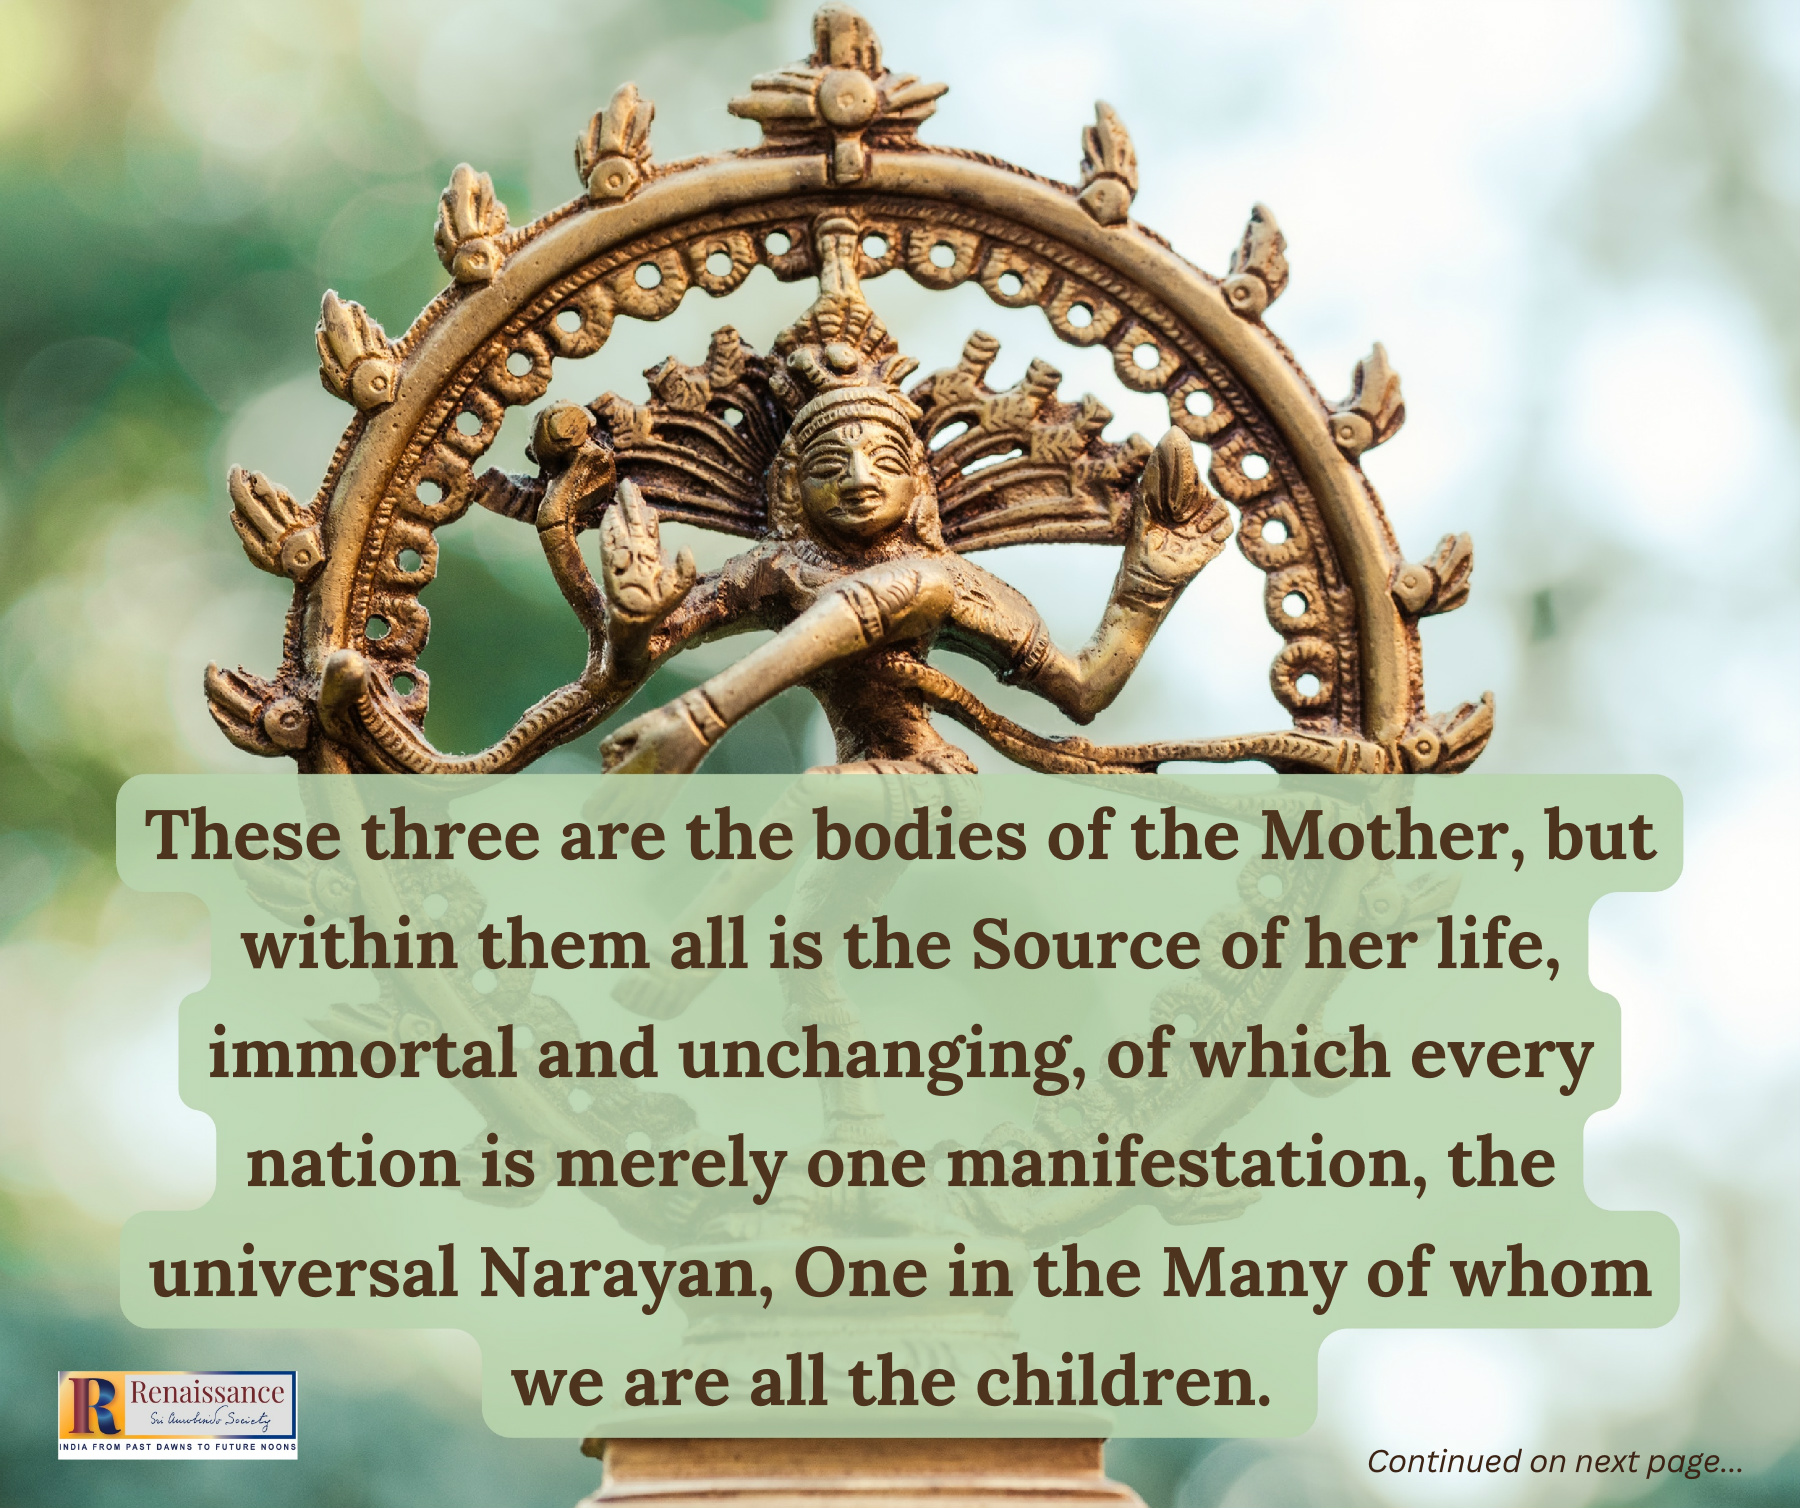 These three are the bodies of the Mother, but
within them all is the Source of her life,
immortal and unchanging, of which every
nation is merely one manifestation, the
universal Narayan, One in the Many of whom
we are all the children.
Renaissance
Sri Aurobindo Society
INDIA FROM PAST DAWNS TO FUTURE NOONS
Continued on next page...